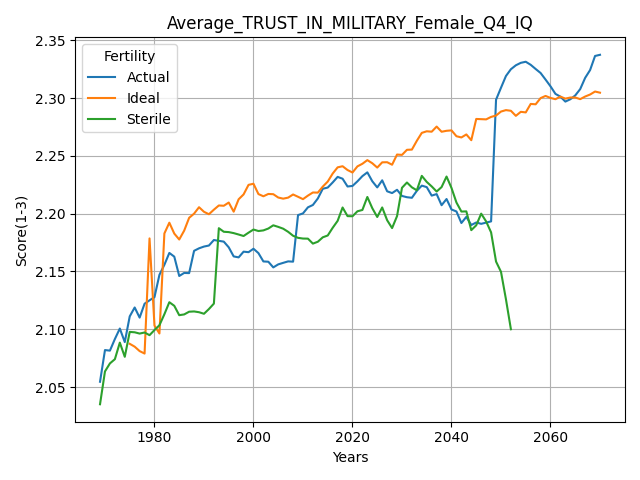 Average_TRUST_IN_MILITARY_Female_Q4_IQ
Fertility
Actual
Ideal
Sterile
Score(1-3)
2.35
2.30
2.25
2.20
2.15
2.10
2.05
1980
2000
2020
2040
2060
Years